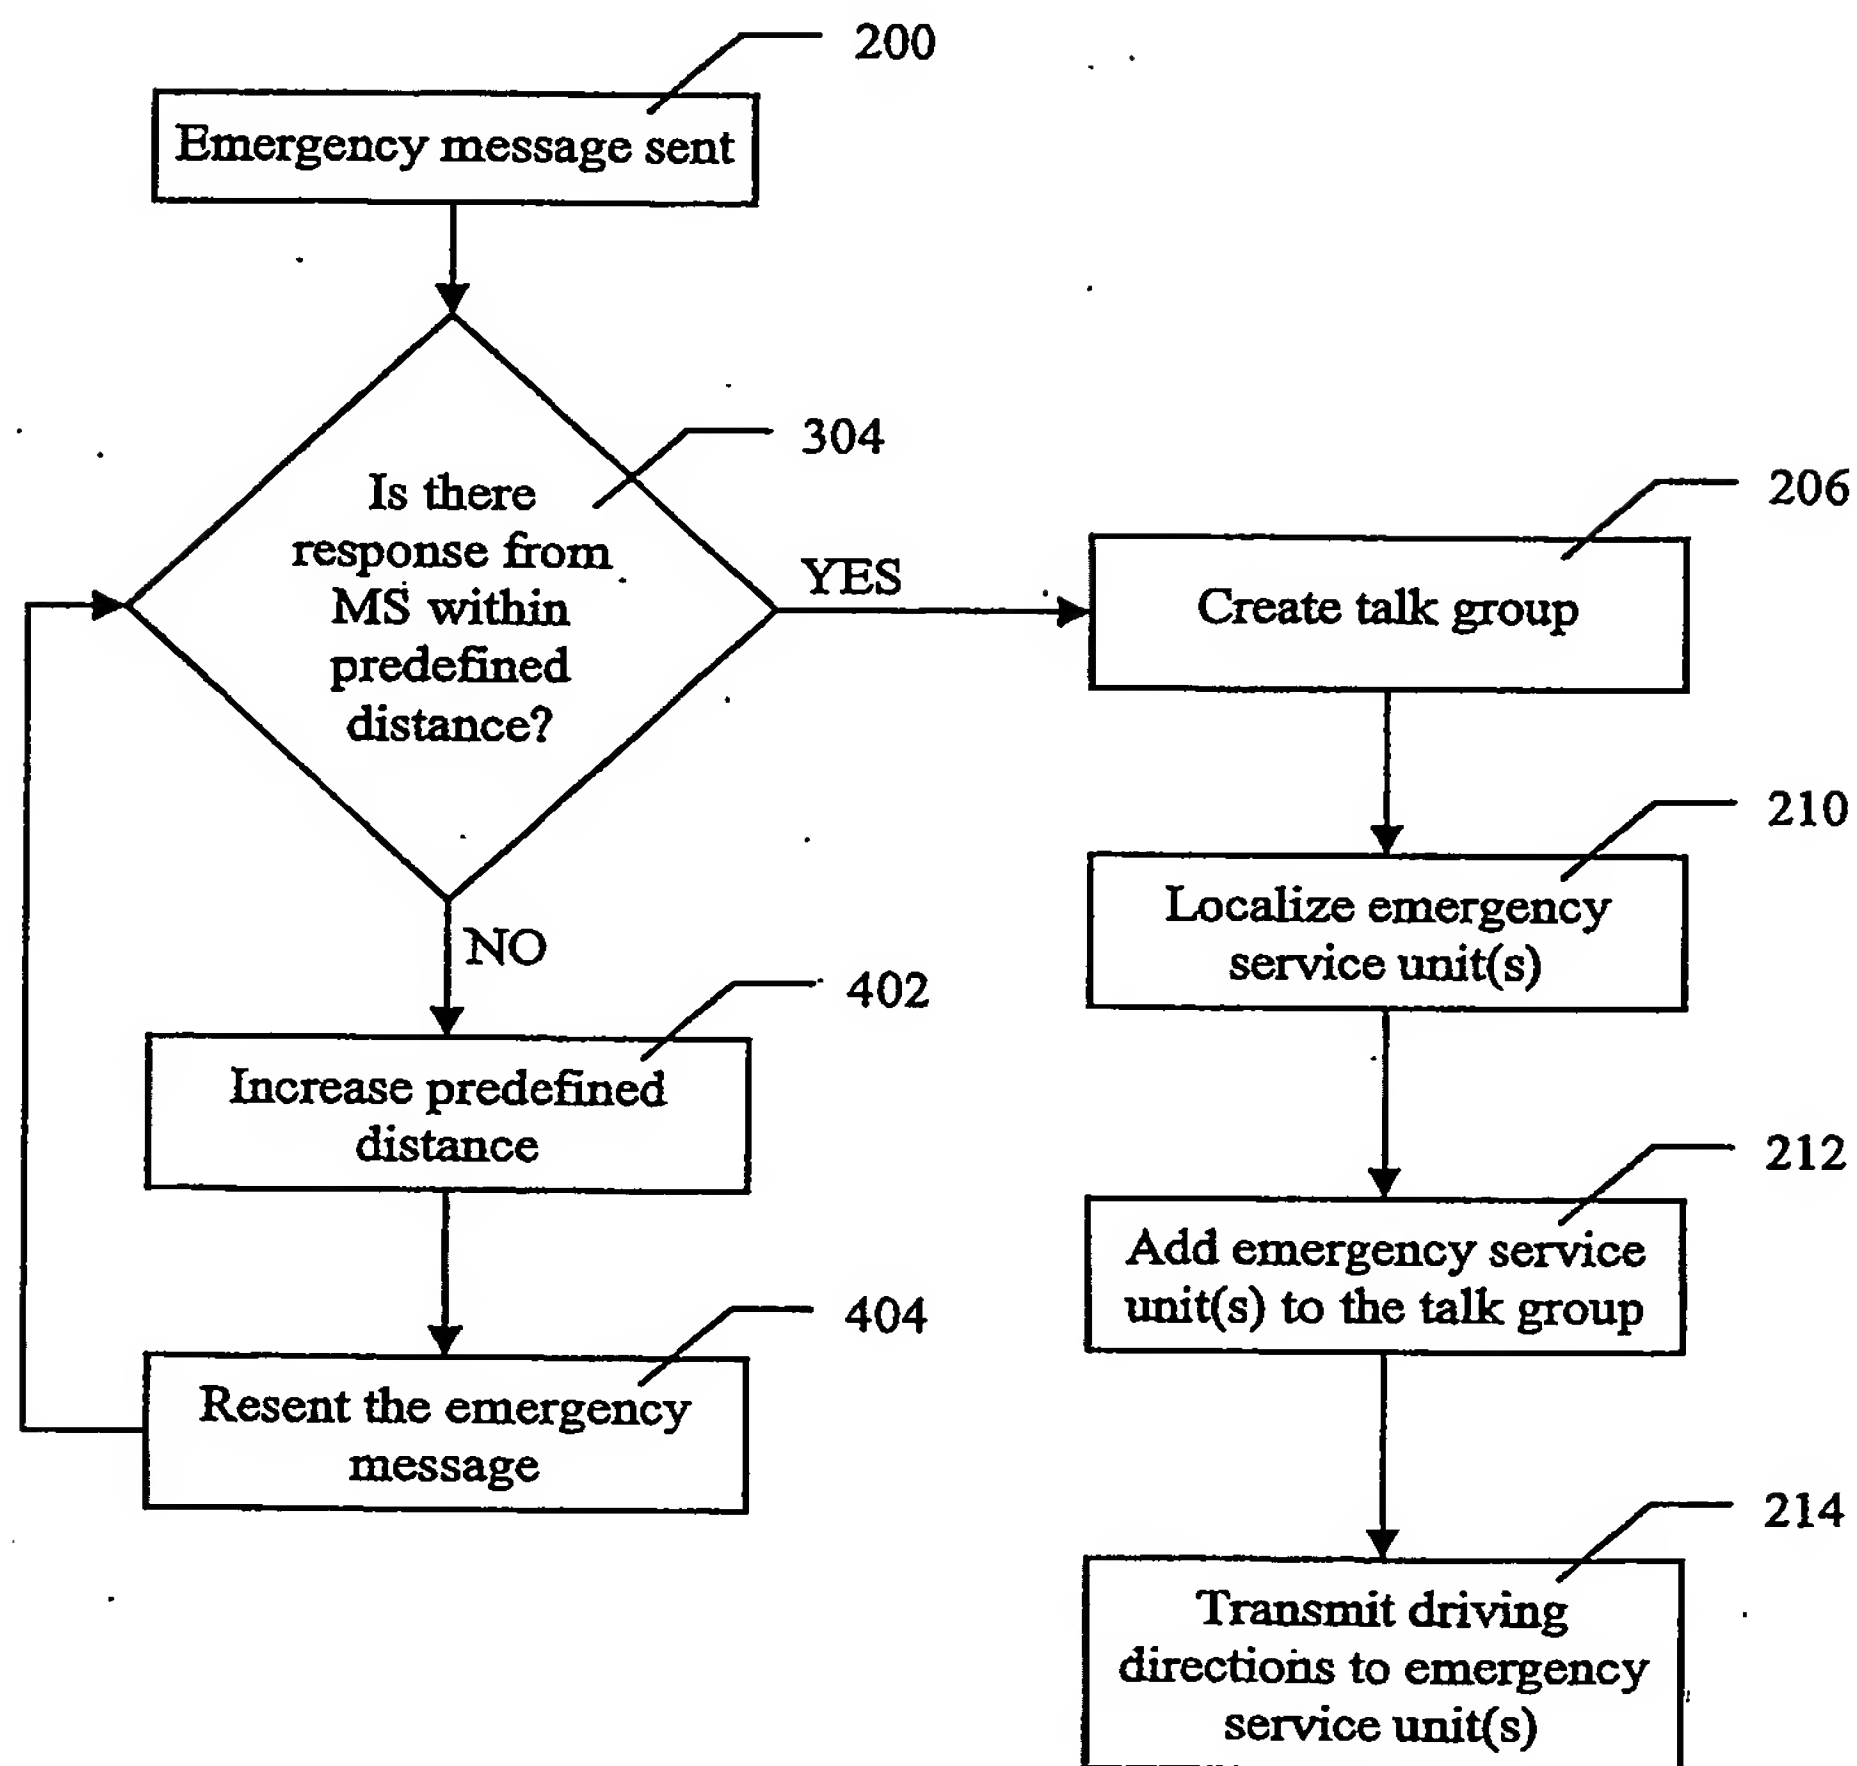 200
Emergency message sent
304
Is there
response from
MS within
predefined
distance?
YES
NO
402
Increase predefined
distance
404
Resent the emergency
message
206
Create talk group
210
Localize emergency
service unit(s)
212
Add emergency service
unit(s) to the talk group
214
Transmit driving
directions to emergency
service unit(s)